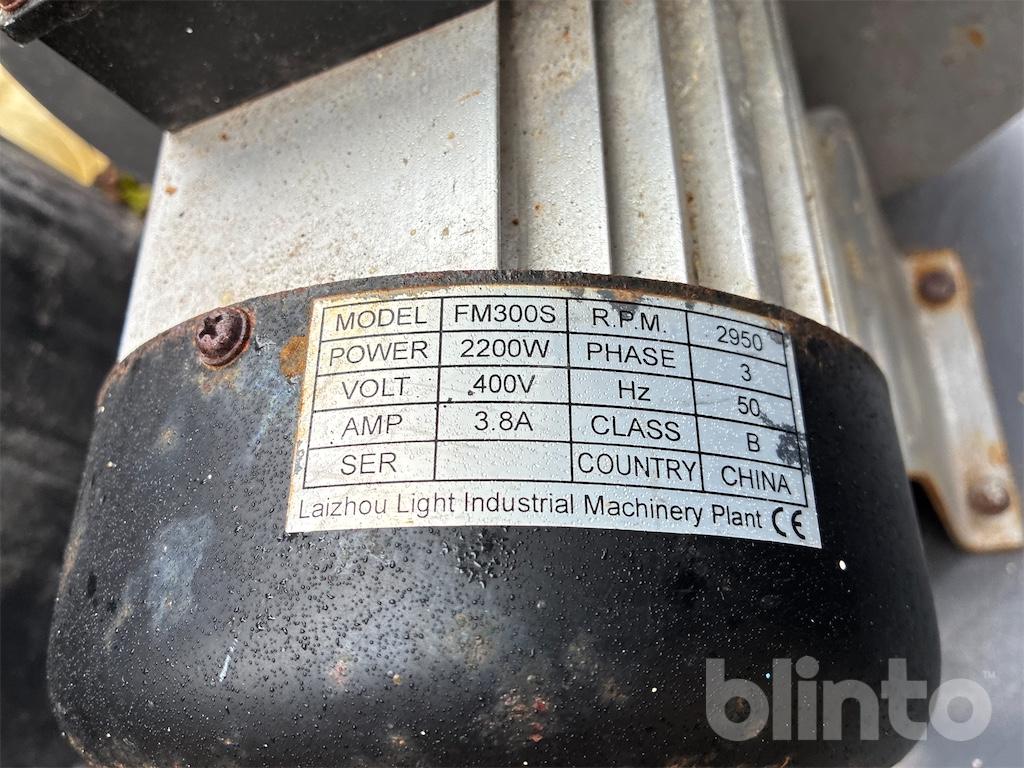 MODEL FM300S R.P.M. 2950
POWER 2200W PHASE 3
VOLT 400V Hz 50
AMP 3.8A CLASS B
SER COUNTRY CHINA
Laizhou Light Industrial Machinery Plant CE
blinto™